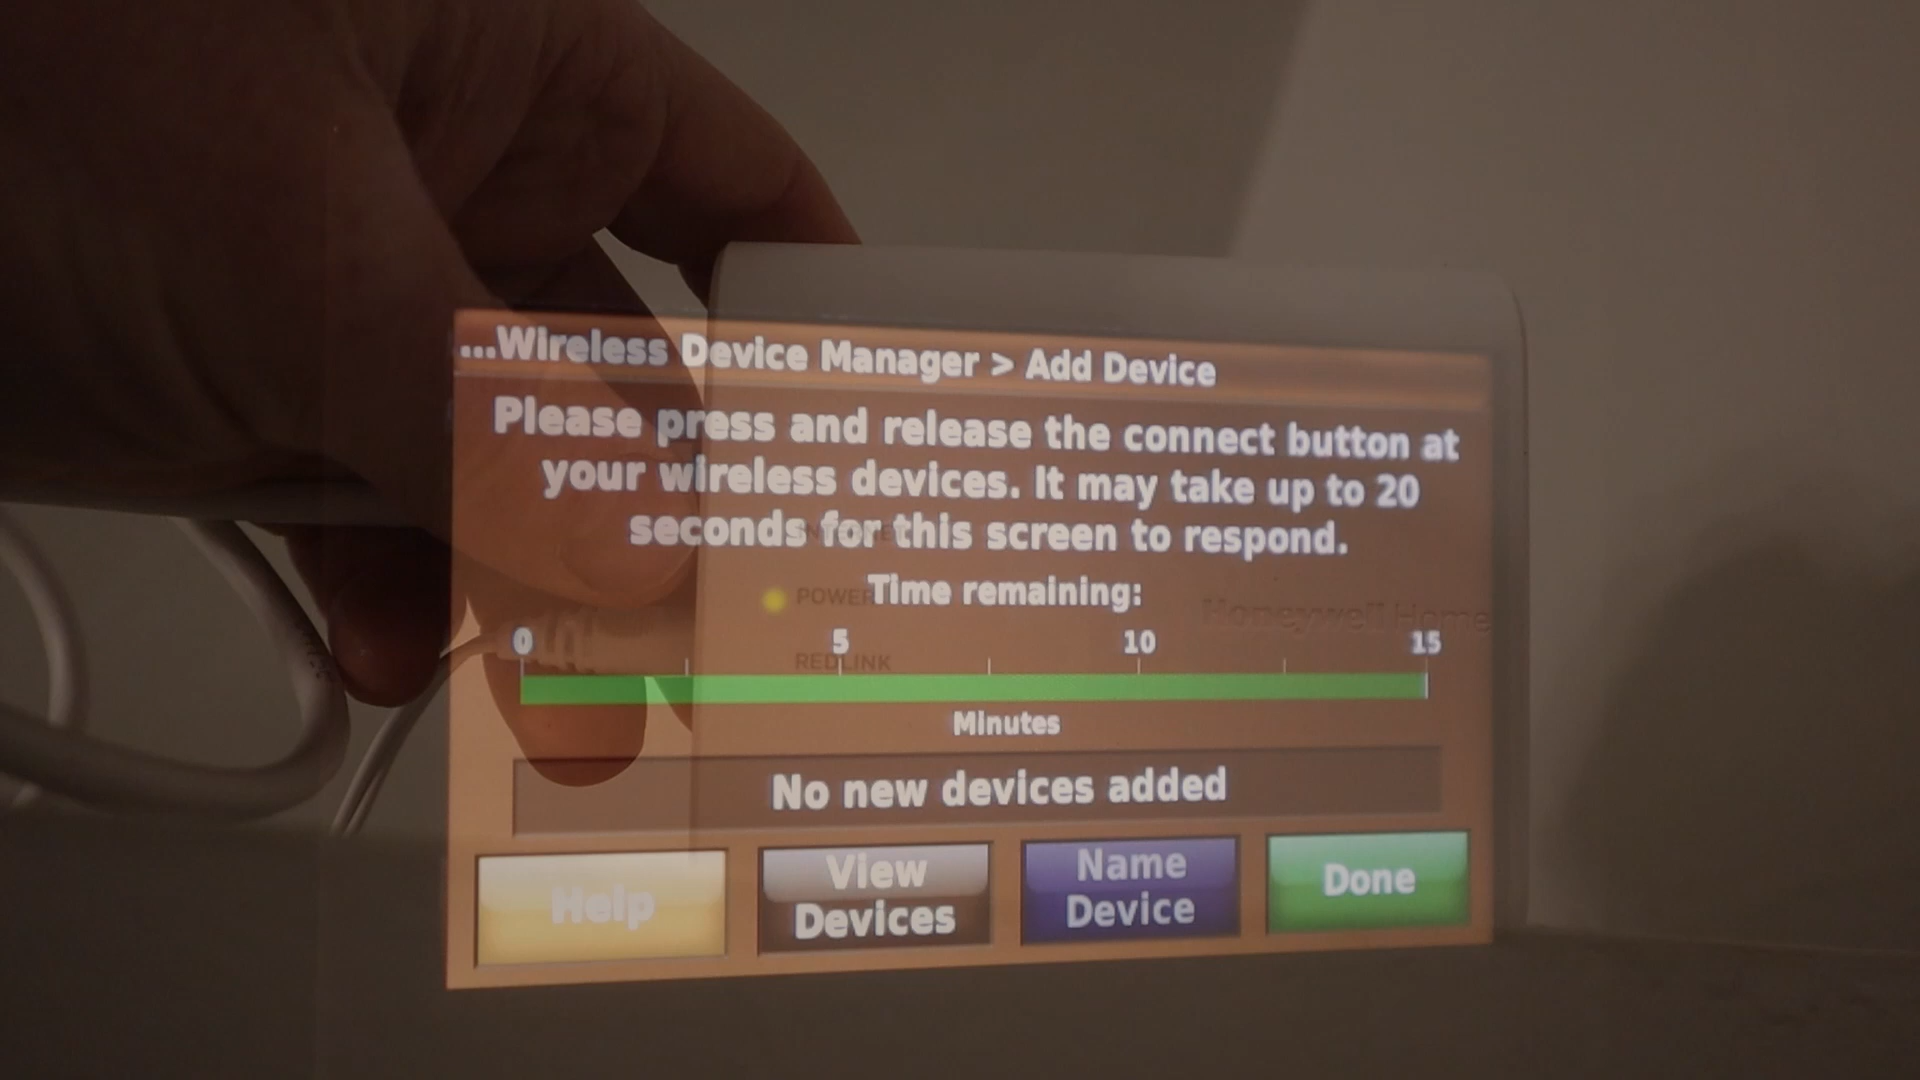 ...Wireless Device Manager > Add Device
Please press and release the connect button at
your wireless devices. It may take up to 20
seconds for this screen to respond.
INTERNET
POWER
Time remaining:
Honeywell Home
0 5 10 15
REDLINK
Minutes
No new devices added
Help
View
Devices
Name
Device
Done